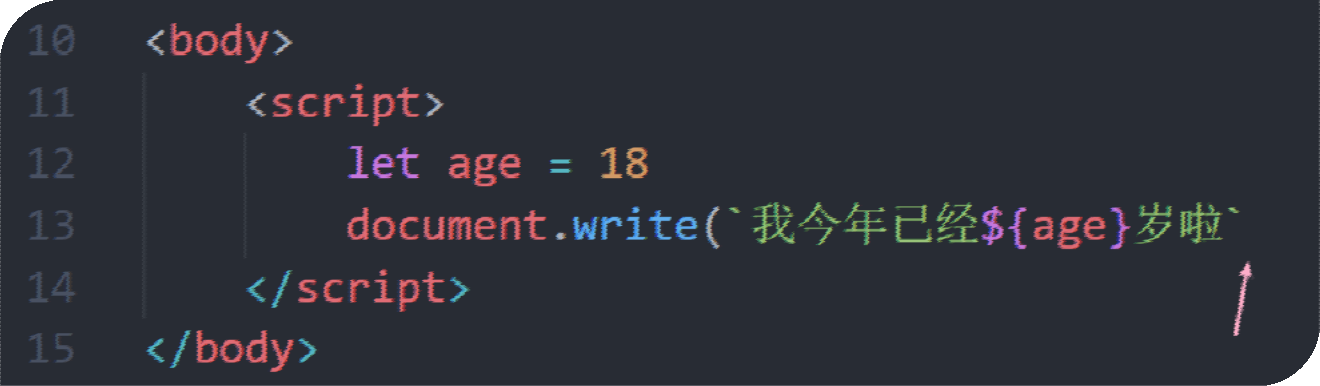 10 <body>
11 <script>
12 let age = 18
13 document.write(`我今年已经${age}岁啦`
14 </script>
15 </body>